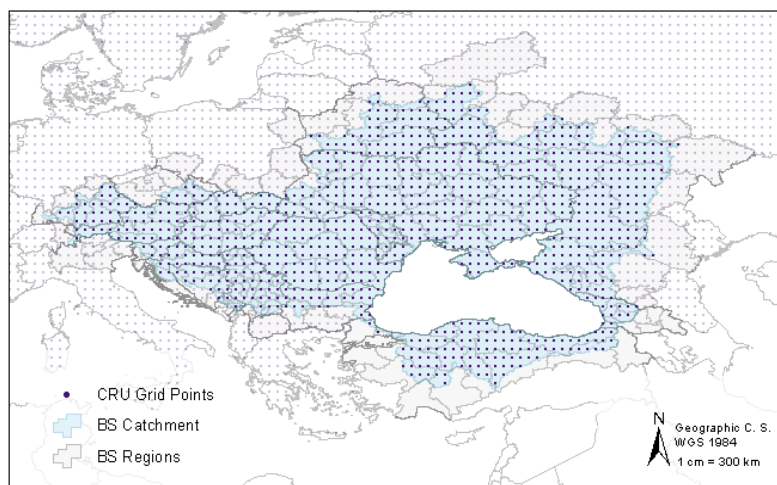 CRU Grid Points
BS Catchment
BS Regions
N
Geographic C. S.
WGS 1984
1 cm = 300 km